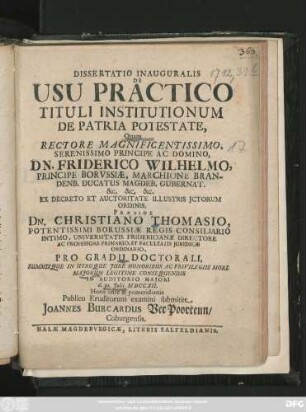 DISSERTATIO INAUGURALIS
DE
USU PRACTICO
TITULI INSTITUTIONUM
DE PATRIA POTESTATE,
QUAM
RECTORE MAGNIFICENTISSIMO,
SERENISSIMO PRINCIPE AC DOMINO,
DN. FRIDERICO WILHELMO,
PRINCIPE BORVSSIÆ, MARCHIONE BRAN-
DENB. DUCATUS MAGDEB. GUBERNAT.
&c. &c. &c.
EX DECRETO ET AUCTORITATE ILLUSTRIS JCTORUM
ORDINIS,
PRÆSIDE
DN. CHRISTIANO THOMASIO,
POTENTISSIMI BORUSSIÆ REGIS CONSILIARIO
INTIMO, UNIVERSITATIS FRIDERICIANÆ DIRECTORE
AC PROFESSORE PRIMARIO, ET FACULTATIS JURIDICÆ
ORDINARIO,
PRO GRADU DOCTORALI,
SUMMISQUE IN UTROQUE JURE HONORIBUS AC PRIVILEGIIS MORE
MAJORUM LEGITIME CONSEQUENDIS
IN AUDITORIO MAJORI
Julii MDCCXII.
Publico Eruditorum examini submittet
JOANNES BURCARDUS
Coburgensis.
HALÆ MAGDEBURGICÆ, LITERIS SALFELDIANIS.